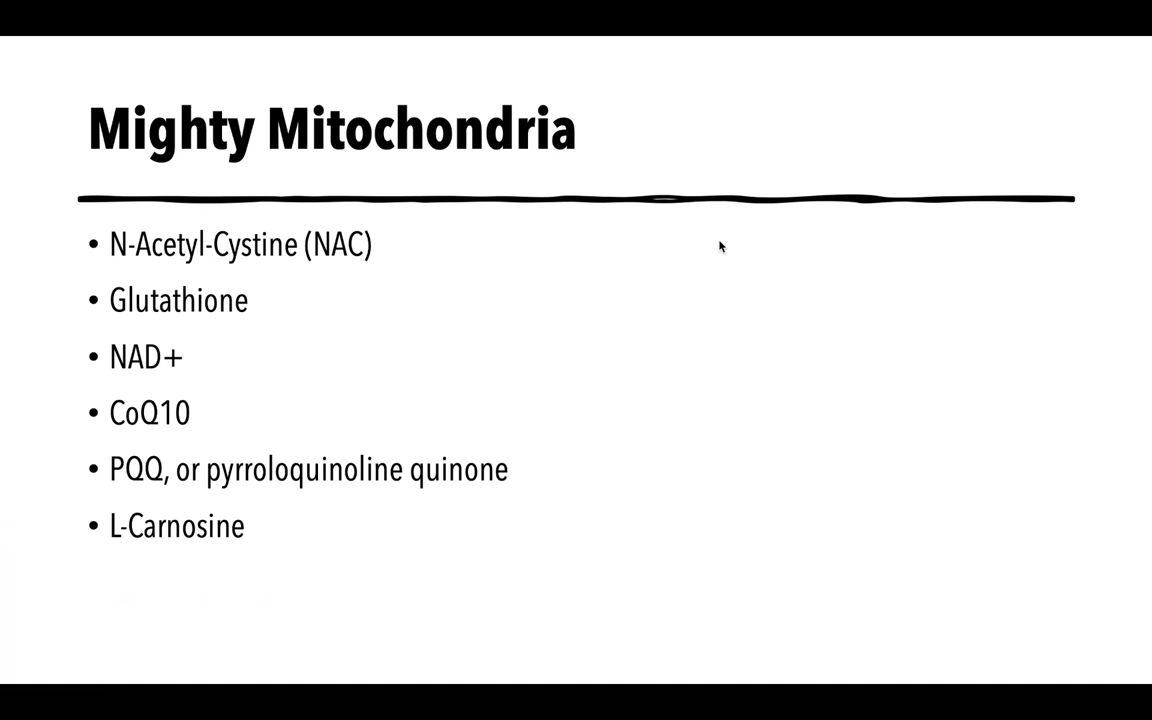 Mighty Mitochondria
• N-Acetyl-Cystine (NAC)
• Glutathione
• NAD+
• CoQ10
• PQQ, or pyrroloquinoline quinone
• L-Carnosine